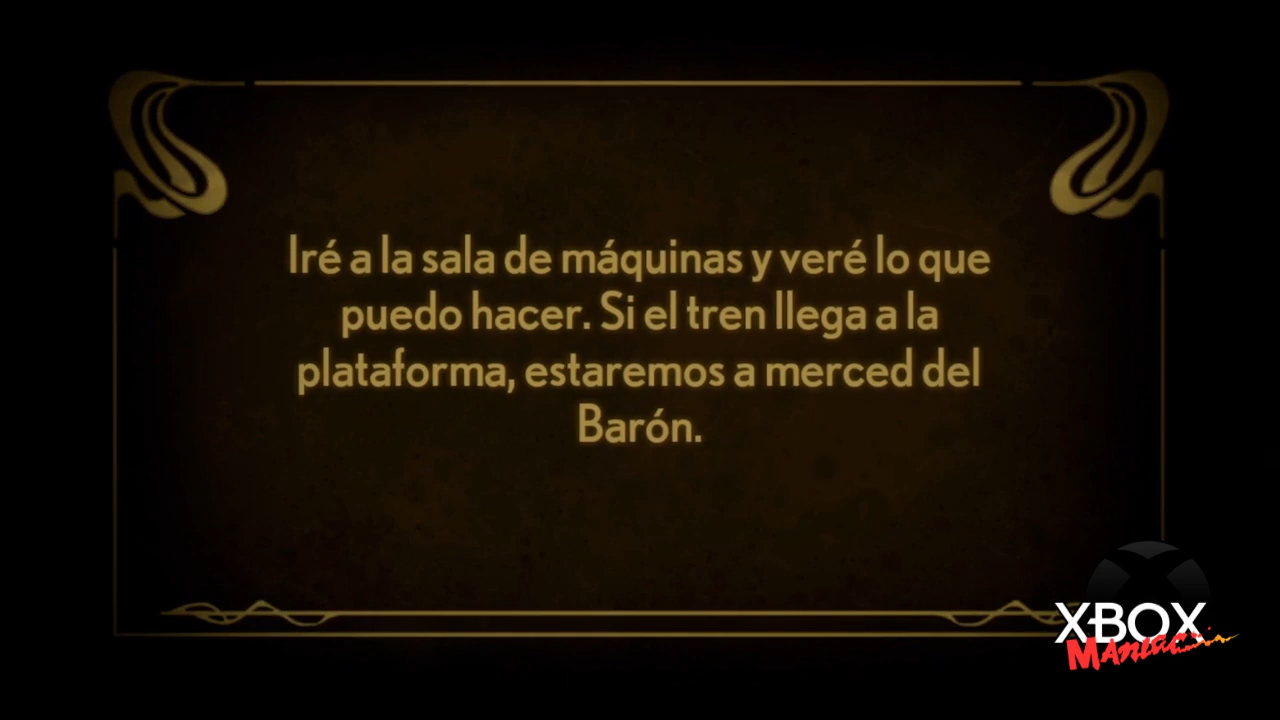 Iré a la sala de máquinas y veré lo que
puedo hacer. Si el tren llega a la
plataforma, estaremos a merced del
Barón.
XBOX
Maniac